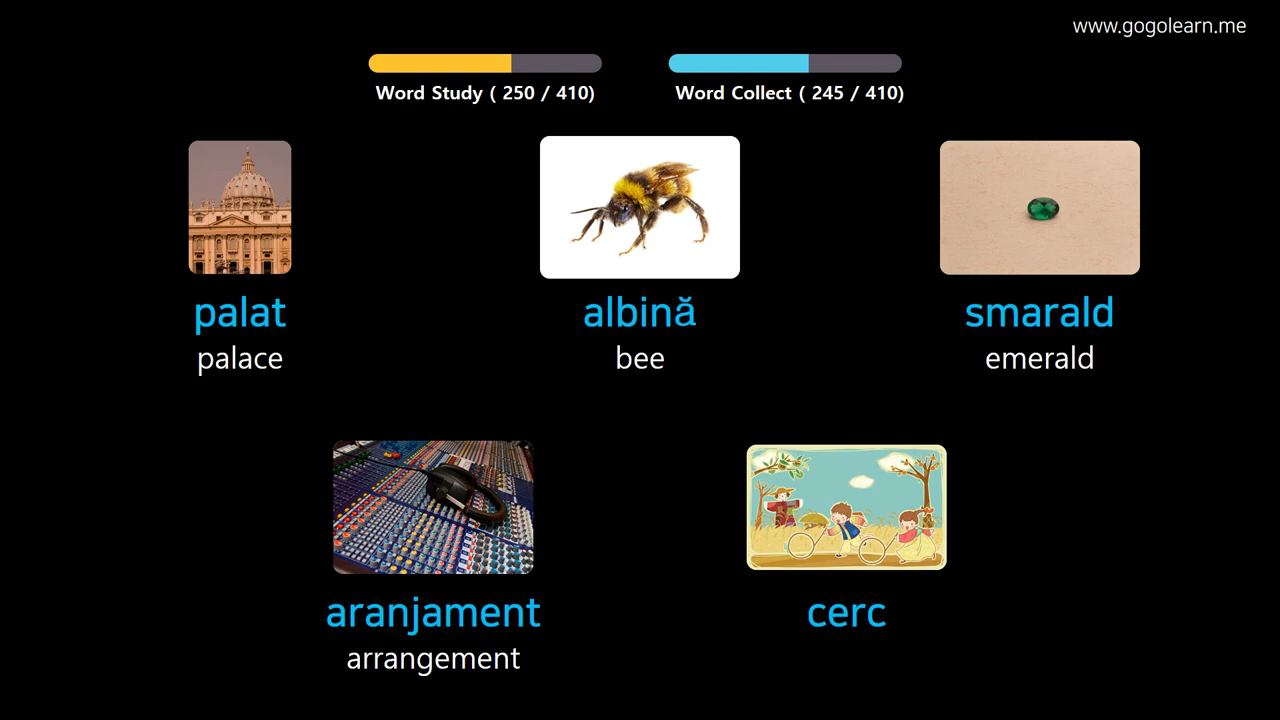 www.gogolearn.me
Word Study ( 250 / 410)
Word Collect ( 245 / 410)
palat
palace
albină
bee
smarald
emerald
aranjament
arrangement
cerc